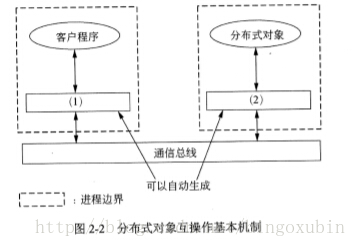 客户程序
分布式对象
(1)
(2)
通信总线
可以自动生成
：进程边界
图 2-2 分布式对象互操作基本机制